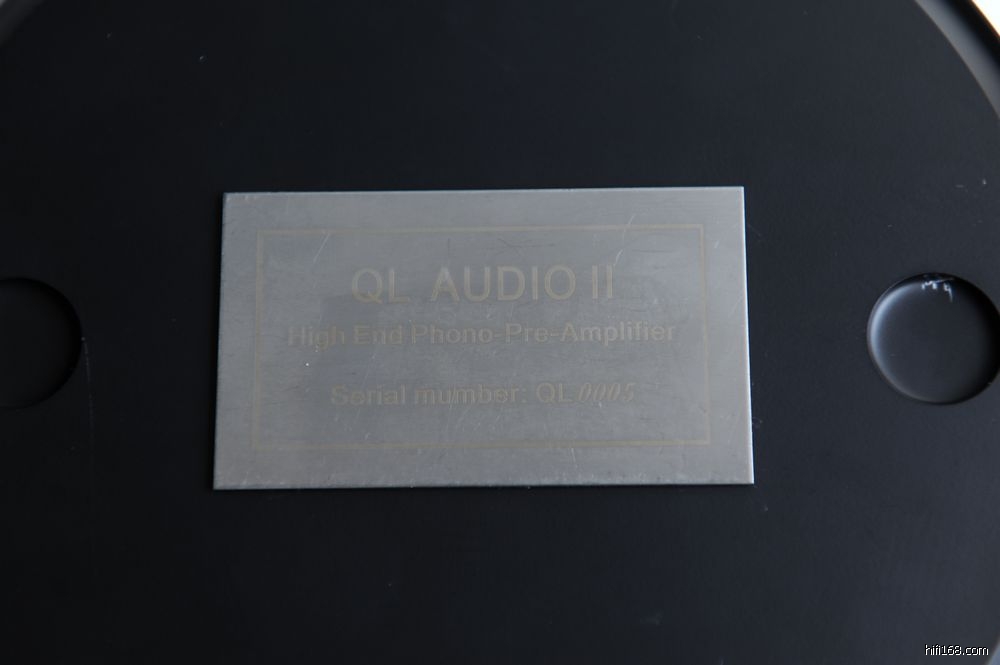 QL AUDIO II
High End Phono-Pre-Amplifier
Serial mumber: QL 0005
hifi168.com